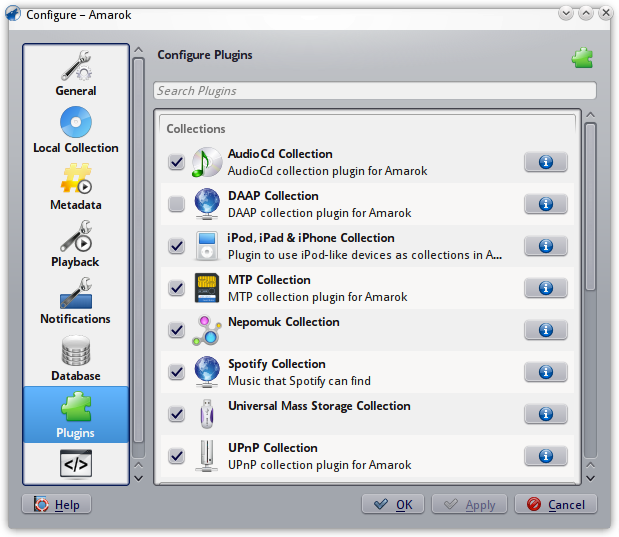 Configure – Amarok
General
Local Collection
Metadata
Playback
Notifications
Database
Plugins
</>
Configure Plugins
Search Plugins
Collections
AudioCd Collection
AudioCd collection plugin for Amarok
DAAP Collection
DAAP collection plugin for Amarok
iPod, iPad & iPhone Collection
Plugin to use iPod-like devices as collections in A...
MTP Collection
MTP collection plugin for Amarok
Nepomuk Collection
Spotify Collection
Music that Spotify can find
Universal Mass Storage Collection
UPnP Collection
UPnP collection plugin for Amarok
Help
OK
Apply
Cancel